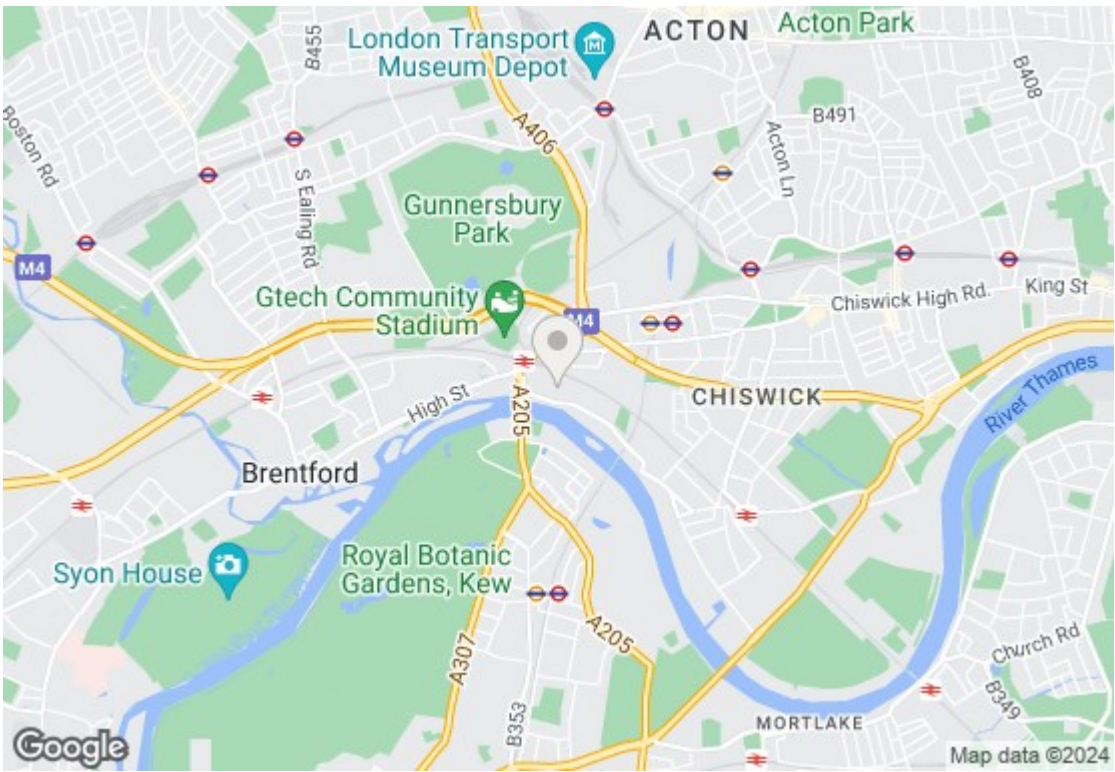 ACTON
Acton Park
London Transport
Museum Depot
B455
B408
B491
A406
Boston Rd
Acton Ln
S Ealing Rd
Gunnersbury
Park
M4
Gtech Community
Stadium
M4
Chiswick High Rd.
King St
River Thames
High St
A205
CHISWICK
Brentford
Royal Botanic
Gardens, Kew
Syon House
A205
A307
Church Rd
B349
B353
MORTLAKE
Google
Map data ©2024